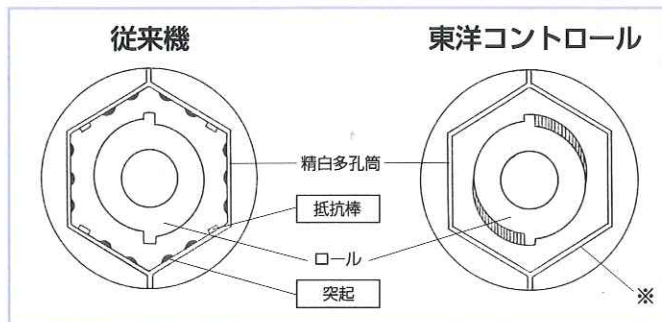 従来機
東洋コントロール
精白多孔筒
抵抗棒
ロール
突起
※